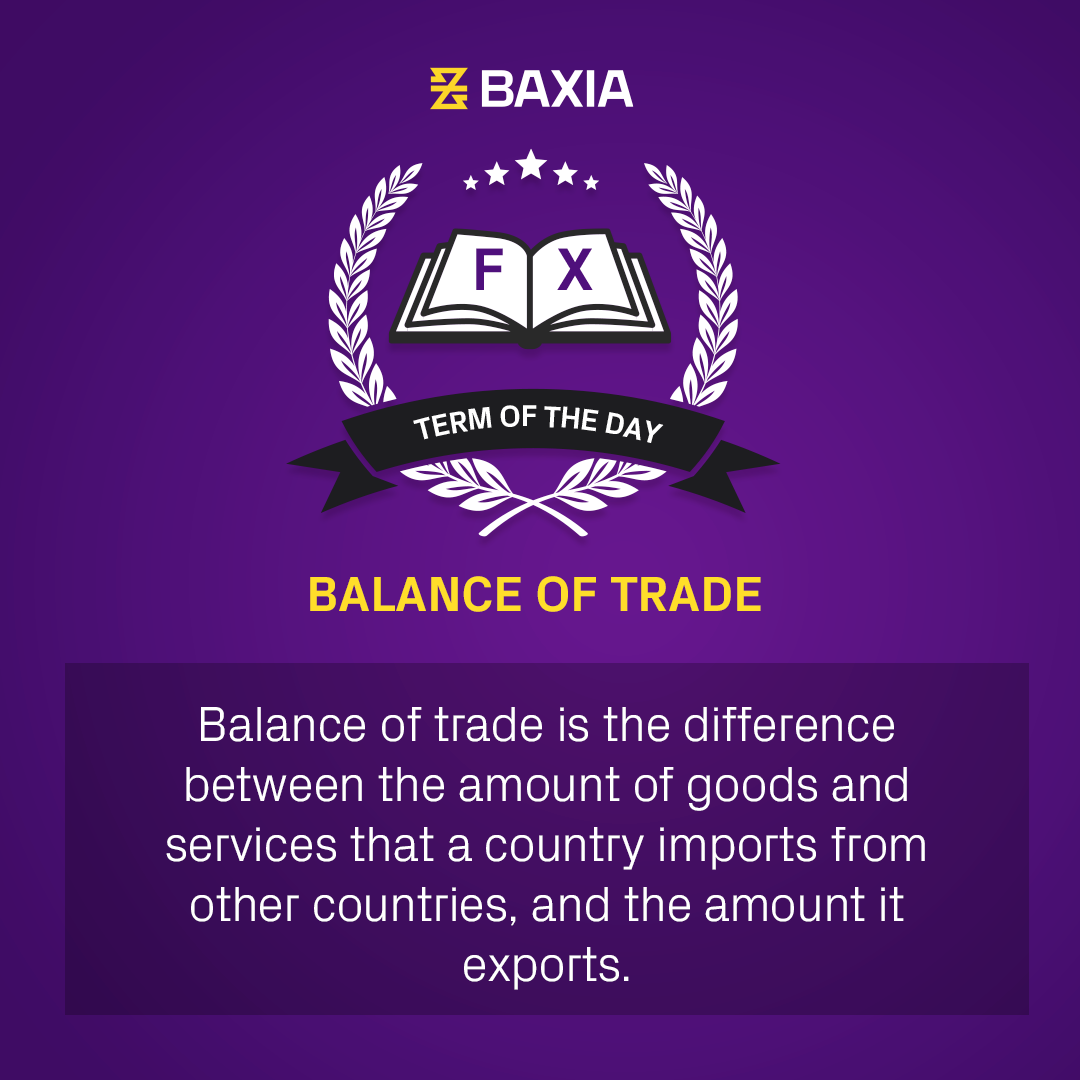 BAXIA
F X
TERM OF THE DAY
BALANCE OF TRADE
Balance of trade is the difference
between the amount of goods and
services that a country imports from
other countries, and the amount it
exports.